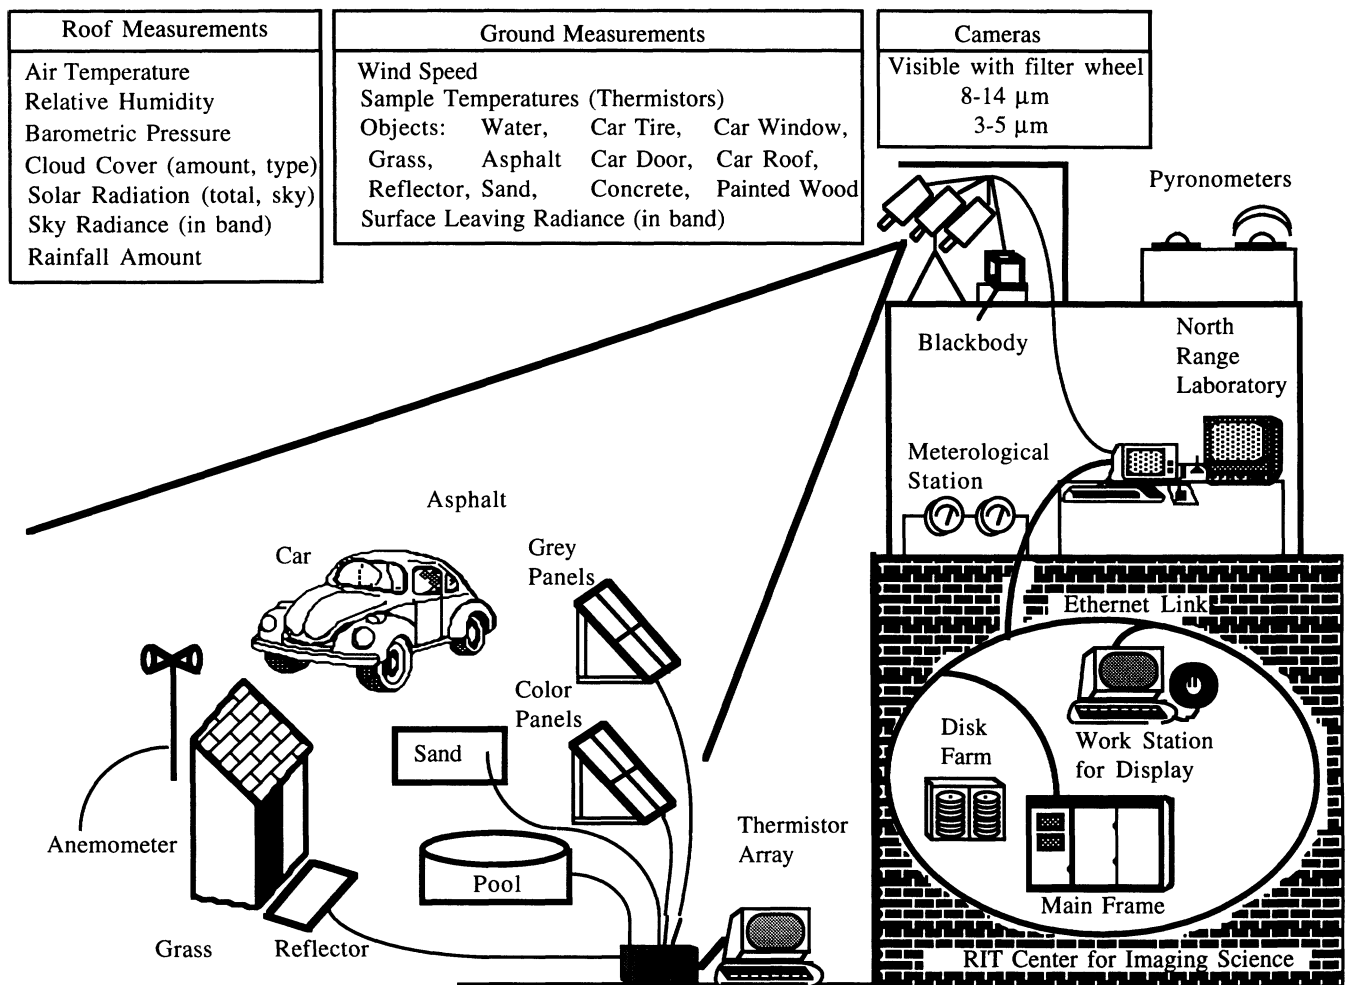 Roof Measurements
Air Temperature
Relative Humidity
Barometric Pressure
Cloud Cover (amount, type)
Solar Radiation (total, sky)
Sky Radiance (in band)
Rainfall Amount
Ground Measurements
Wind Speed
Sample Temperatures (Thermistors)
Objects: Water, Car Tire, Car Window,
Grass, Asphalt Car Door, Car Roof,
Reflector, Sand, Concrete, Painted Wood
Surface Leaving Radiance (in band)
Cameras
Visible with filter wheel
8-14 μm
3-5 μm
Pyronometers
Blackbody
North
Range
Laboratory
Meterological
Station
Asphalt
Car
Grey
Panels
Color
Panels
Sand
Anemometer
Pool
Thermistor
Array
Grass
Reflector
Ethernet Link
Disk
Farm
Work Station
for Display
Main Frame
RIT Center for Imaging Science